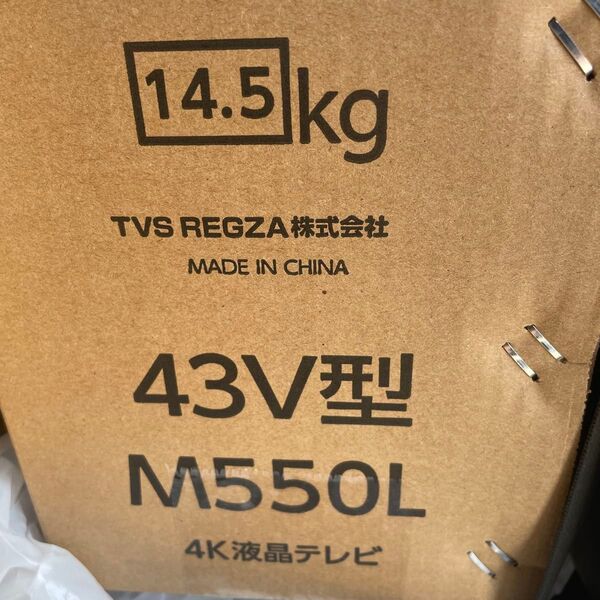 14.5kg
TVS REGZA株式会社
MADE IN CHINA
43V型
M550L
4K液晶テレビ